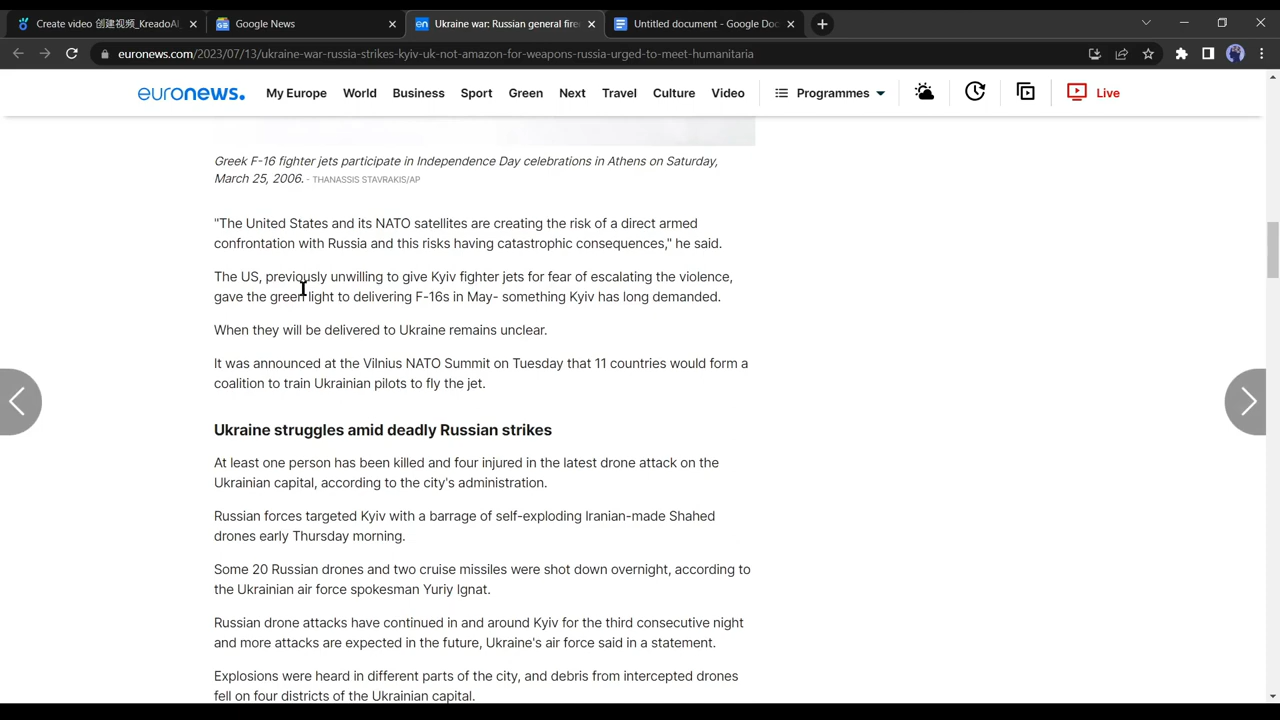 Create video 创建视频_KreadoAI
Google News
Ukraine war: Russian general fire
Untitled document - Google Doc
euronews.com/2023/07/13/ukraine-war-russia-strikes-kyiv-uk-not-amazon-for-weapons-russia-urged-to-meet-humanitaria
euronews.
My Europe
World
Business
Sport
Green
Next
Travel
Culture
Video
Programmes
Live
Greek F-16 fighter jets participate in Independence Day celebrations in Athens on Saturday,
March 25, 2006. - THANASSIS STAVRAKIS/AP
"The United States and its NATO satellites are creating the risk of a direct armed
confrontation with Russia and this risks having catastrophic consequences," he said.
The US, previously unwilling to give Kyiv fighter jets for fear of escalating the violence,
gave the green light to delivering F-16s in May- something Kyiv has long demanded.
When they will be delivered to Ukraine remains unclear.
It was announced at the Vilnius NATO Summit on Tuesday that 11 countries would form a
coalition to train Ukrainian pilots to fly the jet.
Ukraine struggles amid deadly Russian strikes
At least one person has been killed and four injured in the latest drone attack on the
Ukrainian capital, according to the city's administration.
Russian forces targeted Kyiv with a barrage of self-exploding Iranian-made Shahed
drones early Thursday morning.
Some 20 Russian drones and two cruise missiles were shot down overnight, according to
the Ukrainian air force spokesman Yuriy Ignat.
Russian drone attacks have continued in and around Kyiv for the third consecutive night
and more attacks are expected in the future, Ukraine's air force said in a statement.
Explosions were heard in different parts of the city, and debris from intercepted drones
fell on four districts of the Ukrainian capital.